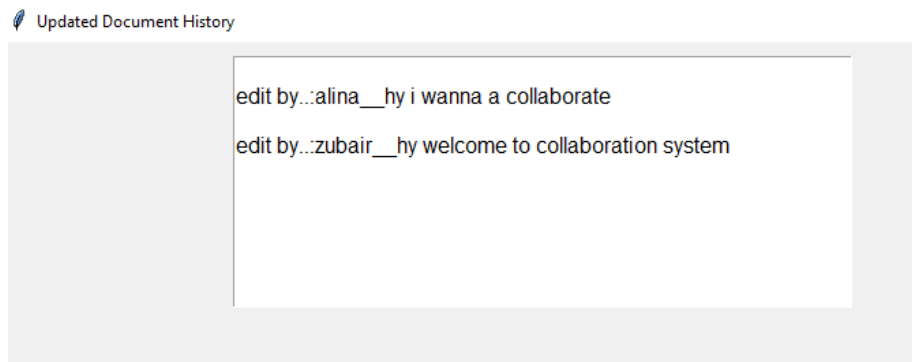 Updated Document History
edit by..:alina__hy i wanna a collaborate
edit by..:zubair__hy welcome to collaboration system